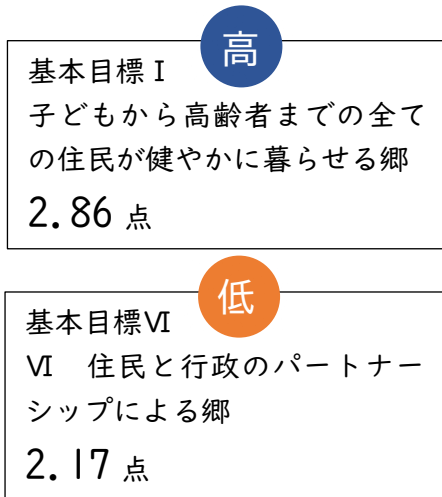 高
基本目標Ⅰ
子どもから高齢者までの全て
の住民が健やかに暮らせる郷
2.86 点
低
基本目標Ⅵ
Ⅵ　住民と行政のパートナー
シップによる郷
2.17 点